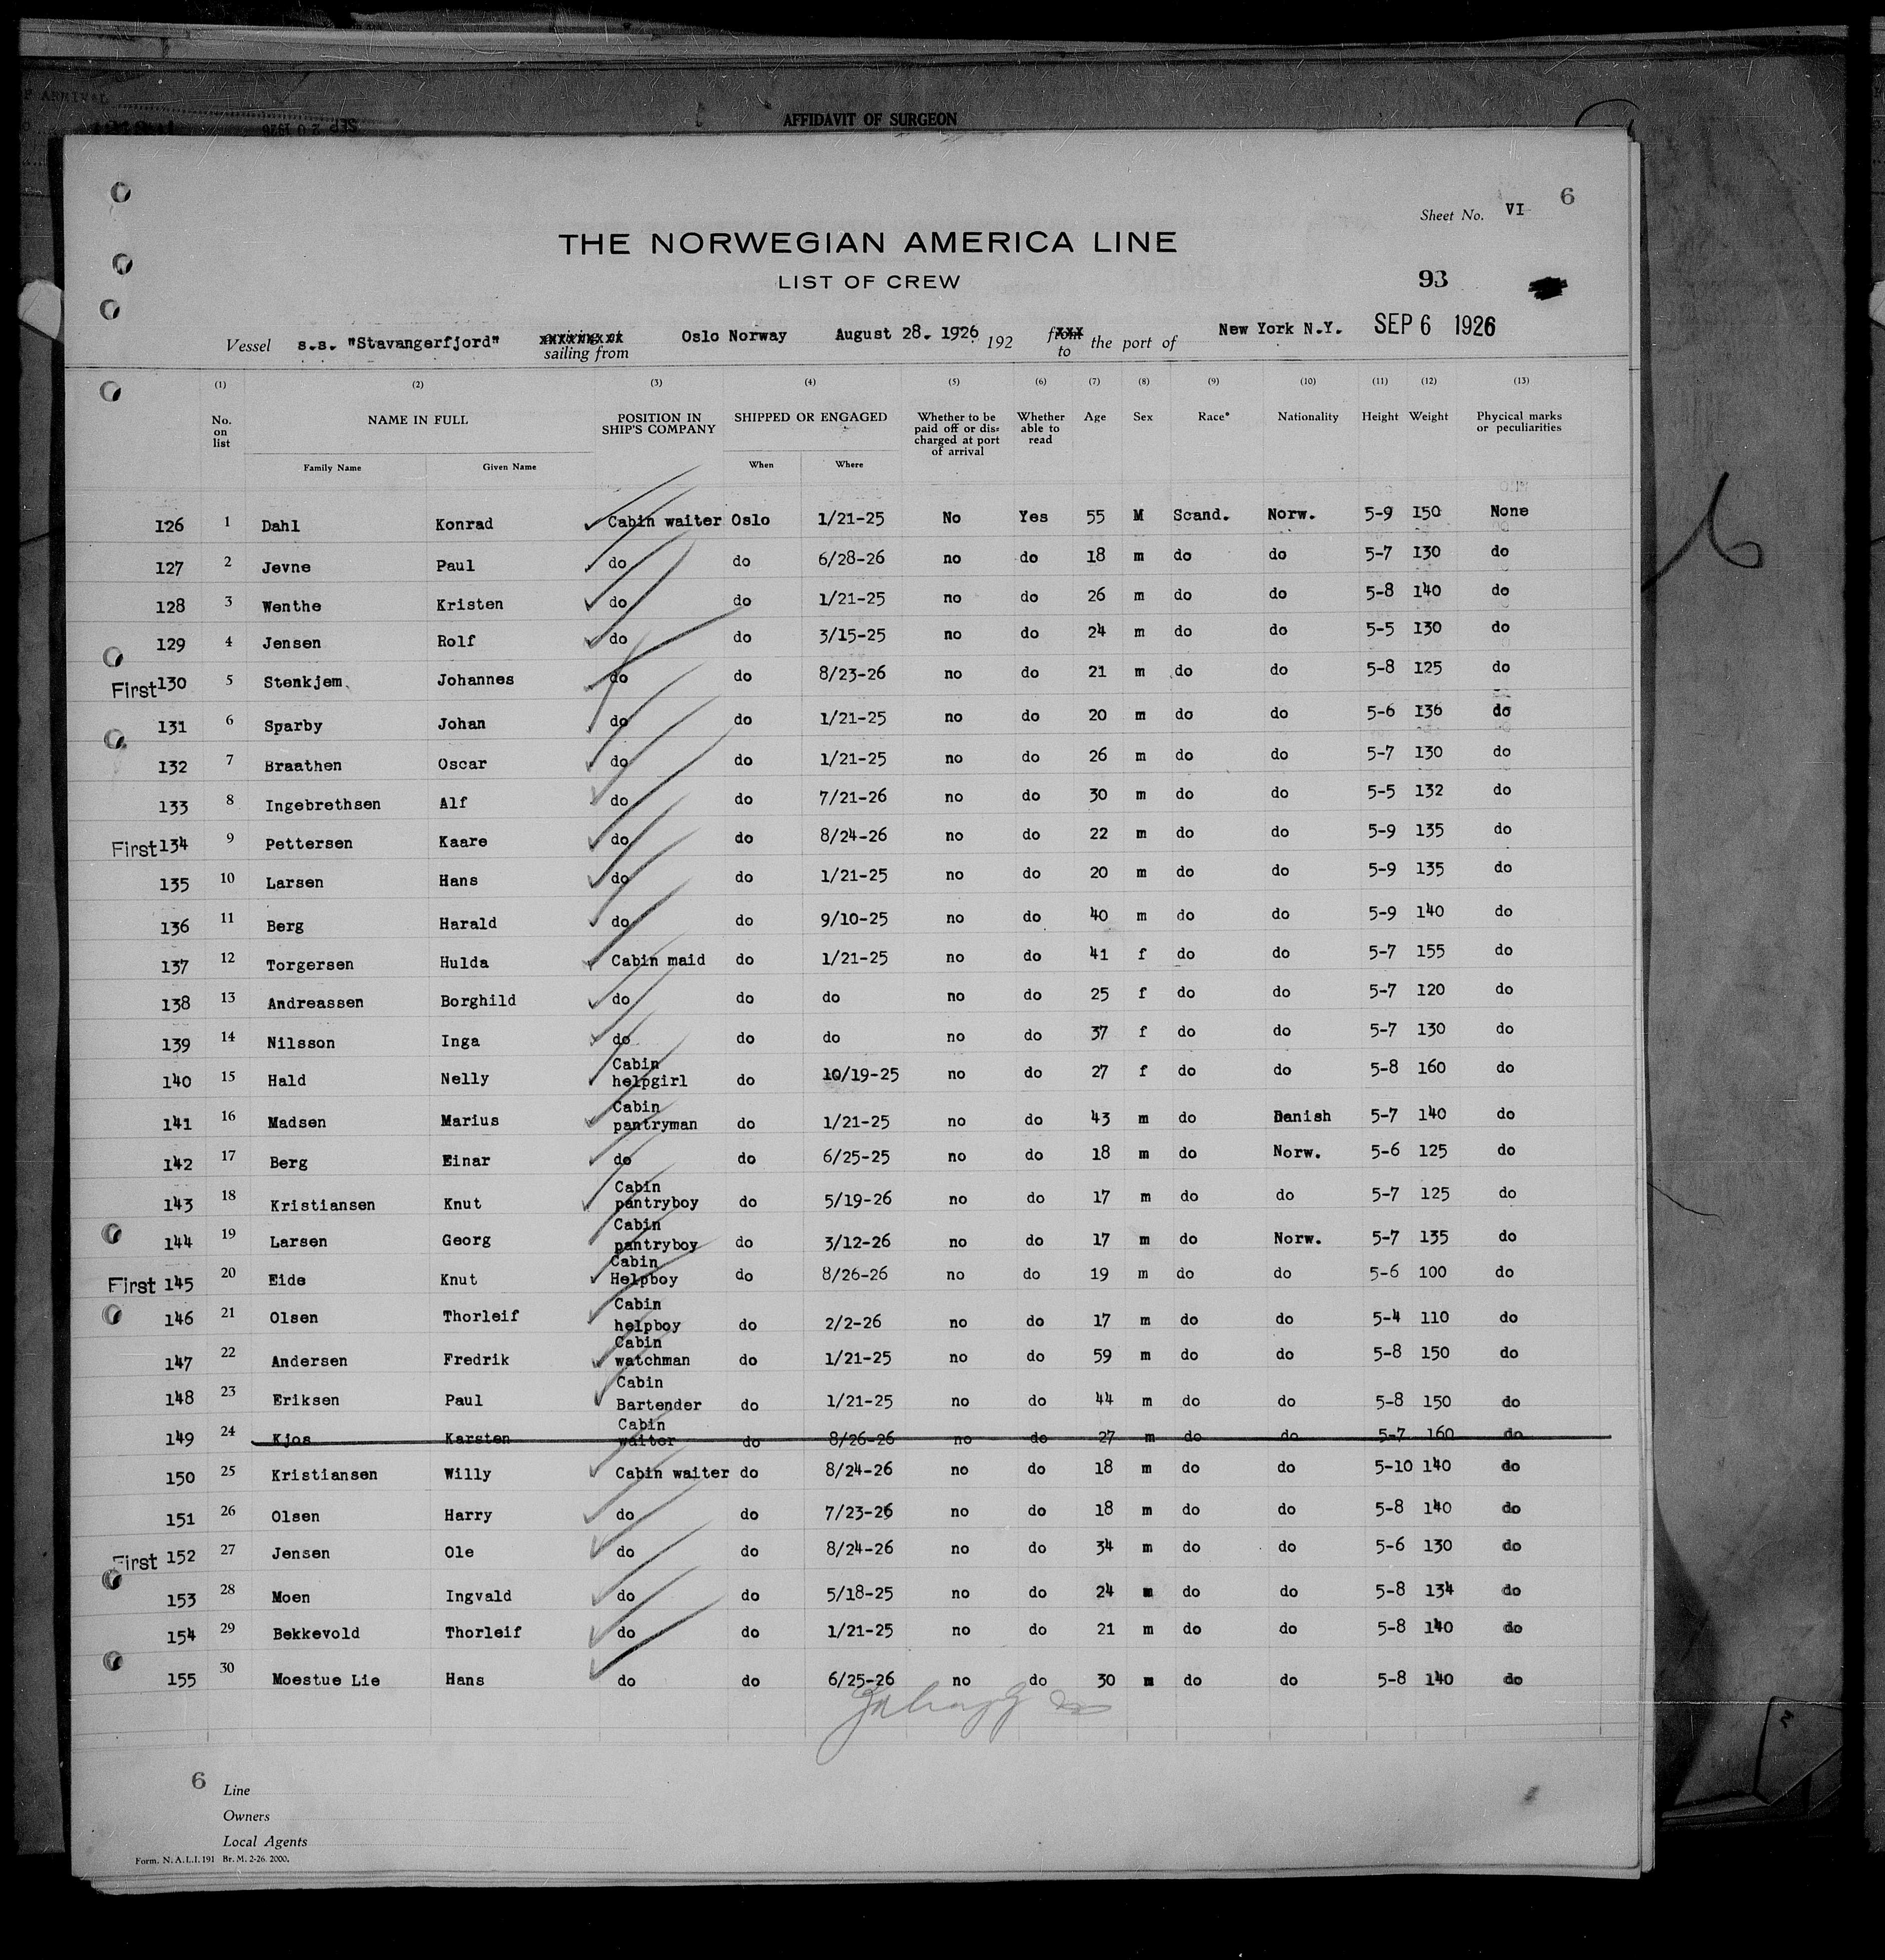 AFFIDAVIT OF SURGEON
SEP 20 1926
6
Sheet No. VI
THE NORWEGIAN AMERICA LINE
LIST OF CREW
93
Vessel s.s. "Stavangerfjord" arriving at sailing from Oslo Norway August 28. 1926 192 from to the port of New York N.Y. SEP 6 1926
(1) (2) (3) (4) (5) (6) (7) (8) (9) (10) (11) (12) (13)
No. on list NAME IN FULL POSITION IN SHIP'S COMPANY SHIPPED OR ENGAGED Whether to be paid off or dis-charged at port of arrival Whether able to read Age Sex Race* Nationality Height Weight Phycical marks or peculiarities
Family Name Given Name When Where
126 1 Dahl Konrad Cabin waiter Oslo 1/21-25 No Yes 55 M Scand. Norw. 5-9 150 None
127 2 Jevne Paul do do 6/28-26 no do 18 m do do 5-7 130 do
128 3 Wenthe Kristen do do 1/21-25 no do 26 m do do 5-8 140 do
129 4 Jensen Rolf do do 3/15-25 no do 24 m do do 5-5 130 do
First 130 5 Stenkjem Johannes do do 8/23-26 no do 21 m do do 5-8 125 do
131 6 Sparby Johan do do 1/21-25 no do 20 m do do 5-6 136 do
132 7 Braathen Oscar do do 1/21-25 no do 26 m do do 5-7 130 do
133 8 Ingebrethsen Alf do do 7/21-26 no do 30 m do do 5-5 132 do
First 134 9 Pettersen Kaare do do 8/24-26 no do 22 m do do 5-9 135 do
135 10 Larsen Hans do do 1/21-25 no do 20 m do do 5-9 135 do
136 11 Berg Harald do do 9/10-25 no do 40 m do do 5-9 140 do
137 12 Torgersen Hulda Cabin maid do 1/21-25 no do 41 f do do 5-7 155 do
138 13 Andreassen Borghild do do do no do 25 f do do 5-7 120 do
139 14 Nilsson Inga do do do no do 37 f do do 5-7 130 do
140 15 Hald Nelly Cabin helpgirl do 10/19-25 no do 27 f do do 5-8 160 do
141 16 Madsen Marius Cabin pantryman do 1/21-25 no do 43 m do Danish 5-7 140 do
142 17 Berg Einar do do 6/25-25 no do 18 m do Norw. 5-6 125 do
143 18 Kristiansen Knut Cabin pantryboy do 5/19-26 no do 17 m do do 5-7 125 do
144 19 Larsen Georg Cabin pantryboy do 3/12-26 no do 17 m do Norw. 5-7 135 do
First 145 20 Eide Knut Cabin Helpboy do 8/26-26 no do 19 m do do 5-6 100 do
146 21 Olsen Thorleif Cabin helpboy do 2/2-26 no do 17 m do do 5-4 110 do
147 22 Andersen Fredrik Cabin watchman do 1/21-25 no do 59 m do do 5-8 150 do
148 23 Eriksen Paul Cabin Bartender do 1/21-25 no do 44 m do do 5-8 150 do
149 24 Kjos Karsten Cabin waiter do 8/26-26 no do 27 m do do 5-7 160 do
150 25 Kristiansen Willy Cabin waiter do 8/24-26 no do 18 m do do 5-10 140 do
151 26 Olsen Harry do do 7/23-26 no do 18 m do do 5-8 140 do
First 152 27 Jensen Ole do do 8/24-26 no do 34 m do do 5-6 130 do
153 28 Moen Ingvald do do 5/18-25 no do 24 m do do 5-8 134 do
154 29 Bekkevold Thorleif do do 1/21-25 no do 21 m do do 5-8 140 do
155 30 Moestue Lie Hans do do 6/25-26 no do 30 m do do 5-8 140 do
6
Line
Owners
Local Agents
Form. N. A. L. I. 191 Br. M. 2-26. 2000.